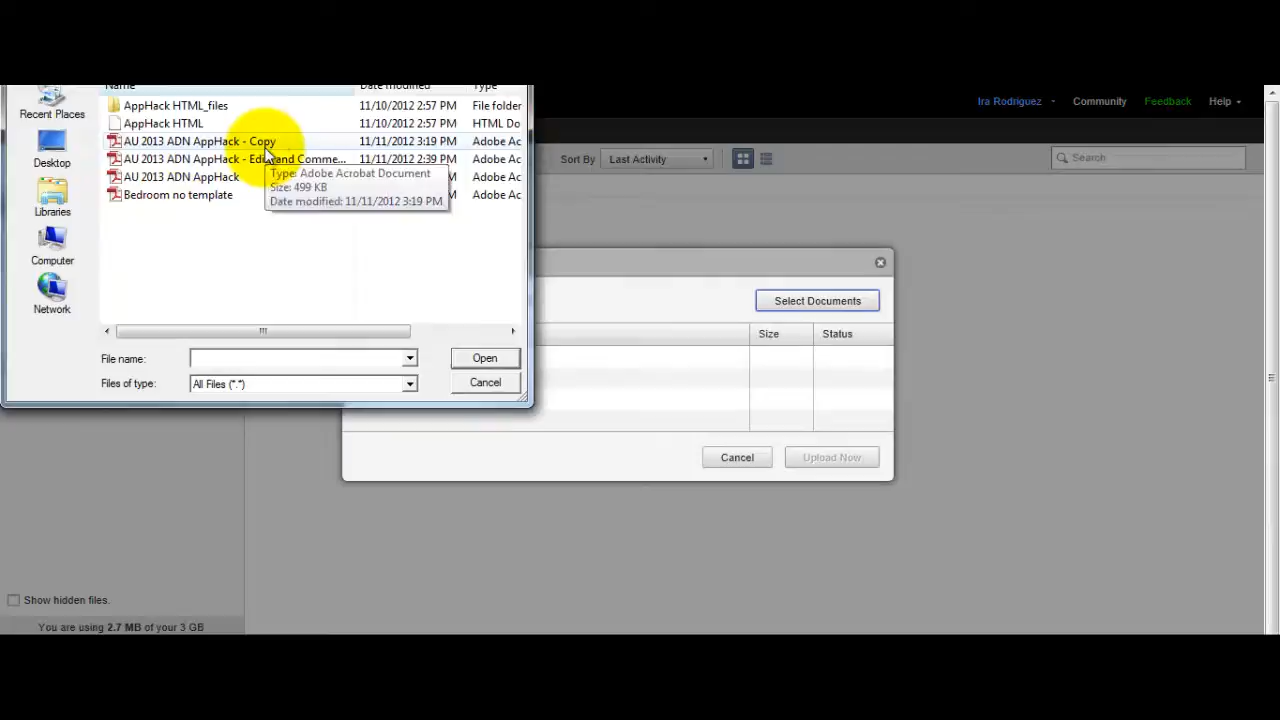 Name Date modified Type
Recent Places
AppHack HTML_files 11/10/2012 2:57 PM File folder
AppHack HTML 11/10/2012 2:57 PM HTML Do
AU 2013 ADN AppHack - Copy 11/11/2012 3:19 PM Adobe Ac
AU 2013 ADN AppHack - Edit and Comme... 11/11/2012 2:39 PM Adobe Ac
AU 2013 ADN AppHack M Adobe Ac
Bedroom no template M Adobe Ac
Type: Adobe Acrobat Document
Size: 499 KB
Date modified: 11/11/2012 3:19 PM
Desktop
Libraries
Computer
Network
File name:
Open
Files of type: All Files (*.*)
Cancel
Ira Rodriguez Community Feedback Help
Sort By Last Activity
Search
Select Documents
Size Status
Cancel Upload Now
Show hidden files.
You are using 2.7 MB of your 3 GB